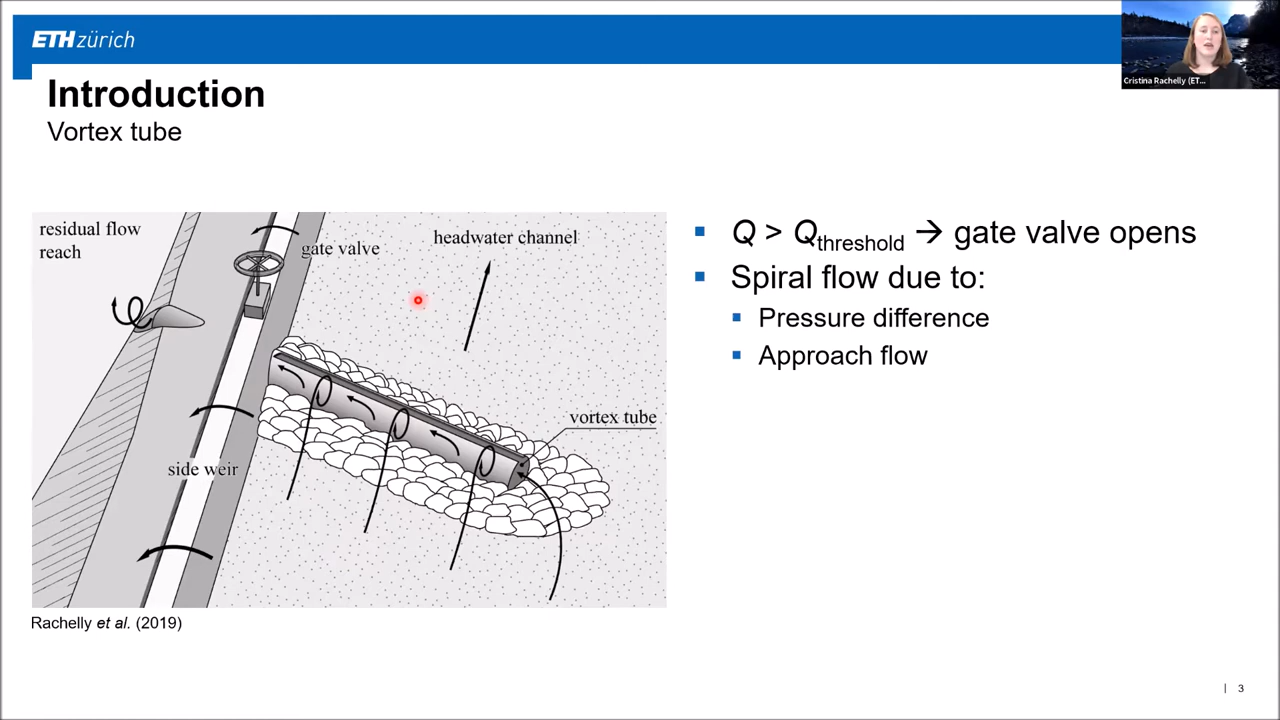 ETH zürich
Cristina Rachelly (ET...
Introduction
Vortex tube
residual flow
reach
gate valve
headwater channel
vortex tube
side weir
Rachelly et al. (2019)
Q > Qthreshold → gate valve opens
Spiral flow due to:
Pressure difference
Approach flow
| 3